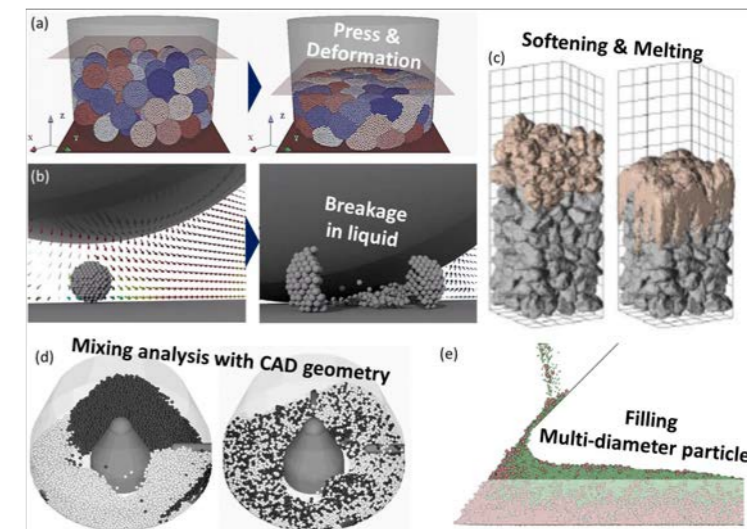 (a)
Press &
Deformation
Z
X
Y
Z
X
Y
(b)
Breakage
in liquid
Softening & Melting
(c)
(d)
Mixing analysis with CAD geometry
(e)
Filling
Multi-diameter particle